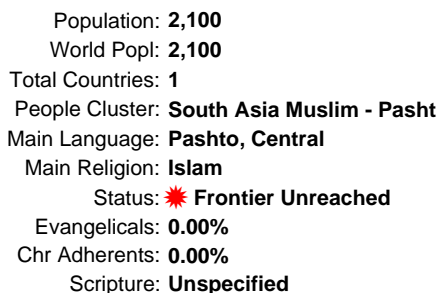 Population: 2,100
World Popl: 2,100
Total Countries: 1
People Cluster: South Asia Muslim - Pasht
Main Language: Pashto, Central
Main Religion: Islam
Status: Frontier Unreached
Evangelicals: 0.00%
Chr Adherents: 0.00%
Scripture: Unspecified